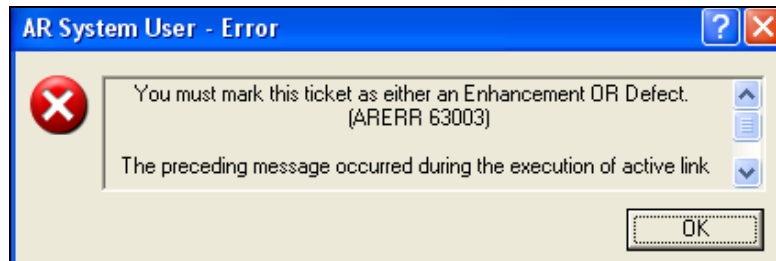 AR System User - Error
You must mark this ticket as either an Enhancement OR Defect.
(ARERR 63003)
The preceding message occurred during the execution of active link
OK